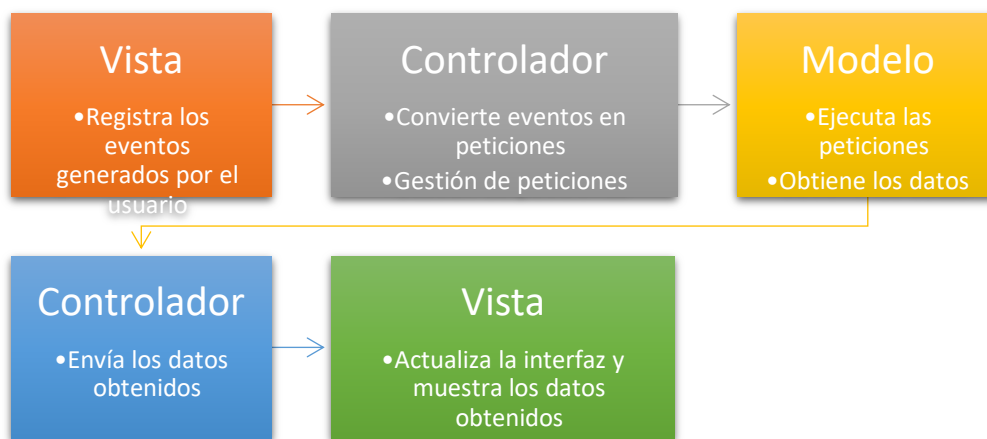 Vista
•Registra los
eventos
generados por el
usuario
Controlador
•Convierte eventos en
peticiones
•Gestión de peticiones
Modelo
•Ejecuta las
peticiones
•Obtiene los datos
Controlador
•Envía los datos
obtenidos
Vista
•Actualiza la interfaz y
muestra los datos
obtenidos